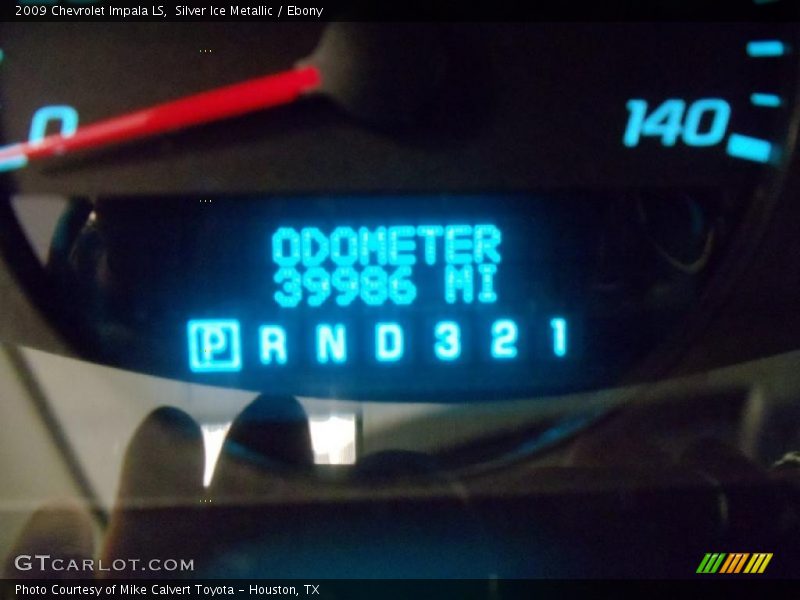 2009 Chevrolet Impala LS,  Silver Ice Metallic / Ebony
0
140
ODOMETER
39986 MI
P R N D 3 2 1
GTCARLOT.COM
Photo Courtesy of Mike Calvert Toyota - Houston, TX